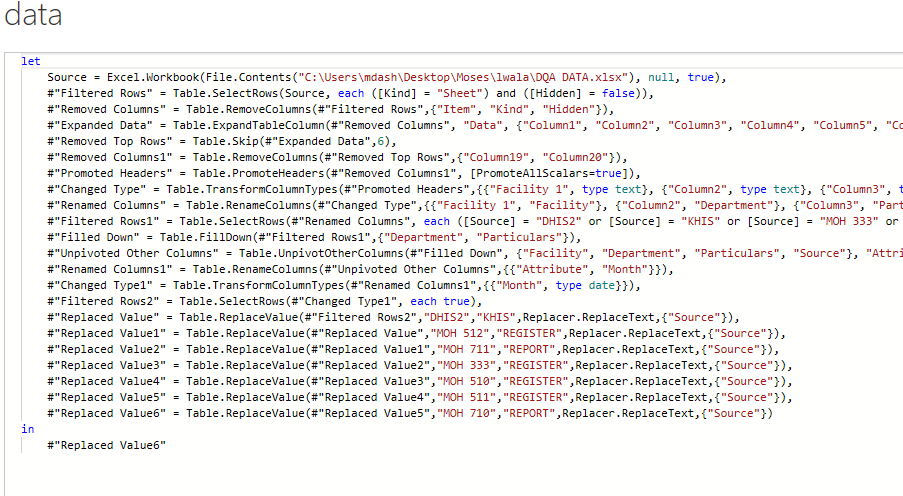 data
let
Source = Excel.Workbook(File.Contents("C:\Users\mdash\Desktop\Moses\lwala\DQA DATA.xlsx"), null, true),
#"Filtered Rows" = Table.SelectRows(Source, each ([Kind] = "Sheet") and ([Hidden] = false)),
#"Removed Columns" = Table.RemoveColumns(#"Filtered Rows",{"Item", "Kind", "Hidden"}),
#"Expanded Data" = Table.ExpandTableColumn(#"Removed Columns", "Data", {"Column1", "Column2", "Column3", "Column4", "Column5", "Co
#"Removed Top Rows" = Table.Skip(#"Expanded Data",6),
#"Removed Columns1" = Table.RemoveColumns(#"Removed Top Rows",{"Column19", "Column20"}),
#"Promoted Headers" = Table.PromoteHeaders(#"Removed Columns1", [PromoteAllScalars=true]),
#"Changed Type" = Table.TransformColumnTypes(#"Promoted Headers",{{"Facility 1", type text}, {"Column2", type text}, {"Column3", t
#"Renamed Columns" = Table.RenameColumns(#"Changed Type",{{"Facility 1", "Facility"}, {"Column2", "Department"}, {"Column3", "Part
#"Filtered Rows1" = Table.SelectRows(#"Renamed Columns", each ([Source] = "DHIS2" or [Source] = "KHIS" or [Source] = "MOH 333" or
#"Filled Down" = Table.FillDown(#"Filtered Rows1",{"Department", "Particulars"}),
#"Unpivoted Other Columns" = Table.UnpivotOtherColumns(#"Filled Down", {"Facility", "Department", "Particulars", "Source"}, "Attri
#"Renamed Columns1" = Table.RenameColumns(#"Unpivoted Other Columns",{{"Attribute", "Month"}}),
#"Changed Type1" = Table.TransformColumnTypes(#"Renamed Columns1",{{"Month", type date}}),
#"Filtered Rows2" = Table.SelectRows(#"Changed Type1", each true),
#"Replaced Value" = Table.ReplaceValue(#"Filtered Rows2","DHIS2","KHIS",Replacer.ReplaceText,{"Source"}),
#"Replaced Value1" = Table.ReplaceValue(#"Replaced Value","MOH 512","REGISTER",Replacer.ReplaceText,{"Source"}),
#"Replaced Value2" = Table.ReplaceValue(#"Replaced Value1","MOH 711","REPORT",Replacer.ReplaceText,{"Source"}),
#"Replaced Value3" = Table.ReplaceValue(#"Replaced Value2","MOH 333","REGISTER",Replacer.ReplaceText,{"Source"}),
#"Replaced Value4" = Table.ReplaceValue(#"Replaced Value3","MOH 510","REGISTER",Replacer.ReplaceText,{"Source"}),
#"Replaced Value5" = Table.ReplaceValue(#"Replaced Value4","MOH 511","REGISTER",Replacer.ReplaceText,{"Source"}),
#"Replaced Value6" = Table.ReplaceValue(#"Replaced Value5","MOH 710","REPORT",Replacer.ReplaceText,{"Source"})
in
#"Replaced Value6"